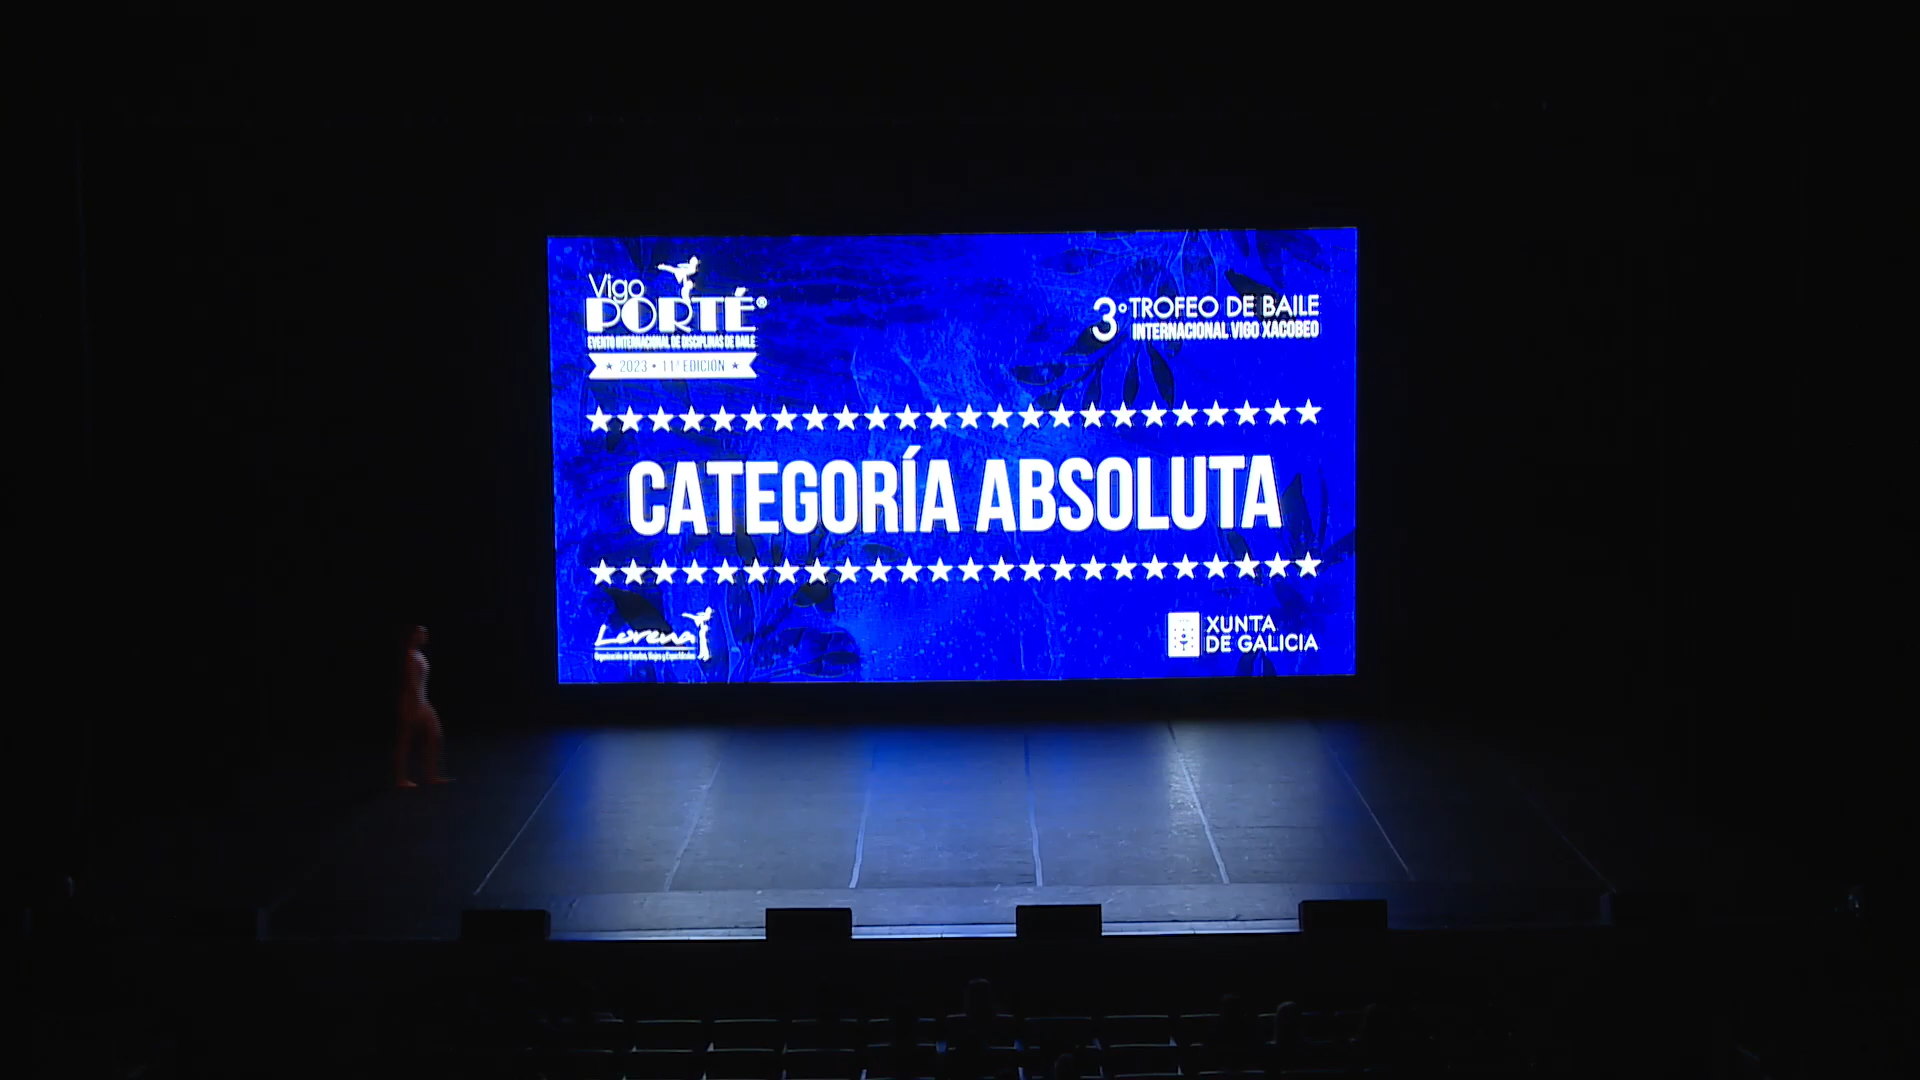 Vigo
PORTÉ®
EVENTO INTERNACIONAL DE DISCIPLINAS DE BAILE
★ 2023 • 11ª EDICIÓN ★
3º TROFEO DE BAILE
INTERNACIONAL VIGO XACOBEO
CATEGORÍA ABSOLUTA
Lorena
XUNTA
DE GALICIA